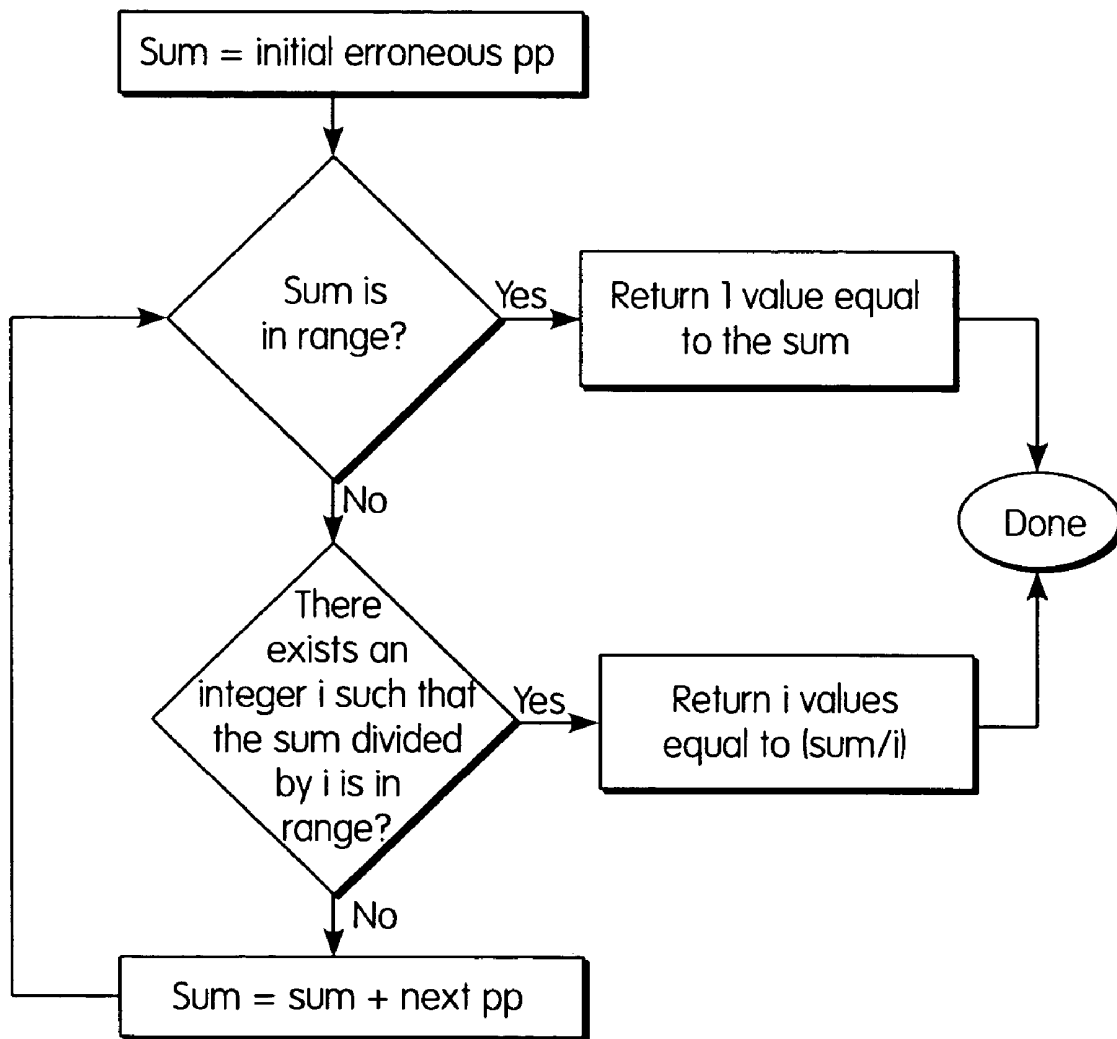 Sum = initial erroneous pp
Sum is
in range?
Yes
Return 1 value equal
to the sum
No
Done
There
exists an
integer i such that
the sum divided
by i is in
range?
Yes
Return i values
equal to (sum/i)
No
Sum = sum + next pp